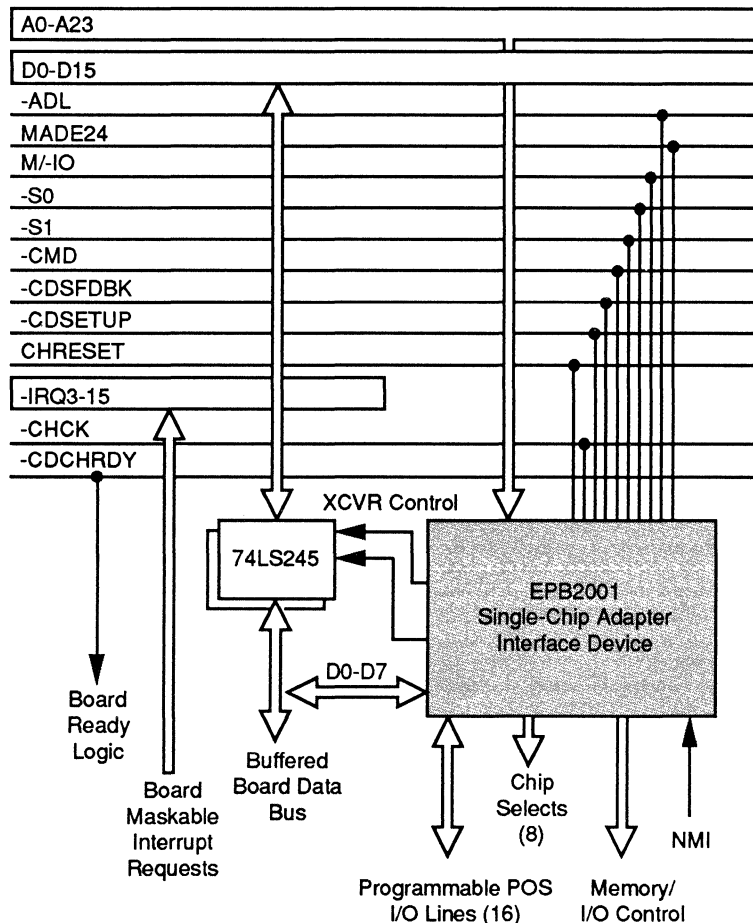 A0-A23
D0-D15
-ADL
MADE24
M/-IO
-S0
-S1
-CMD
-CDSFDBK
-CDSETUP
CHRESET
-IRQ3-15
-CHCK
-CDCHRDY
XCVR Control
74LS245
EPB2001
Single-Chip Adapter
Interface Device
D0-D7
Board
Ready
Logic
Buffered
Board Data
Bus
Board
Maskable
Interrupt
Requests
Chip
Selects
(8)
NMI
Programmable POS
I/O Lines (16)
Memory/
I/O Control